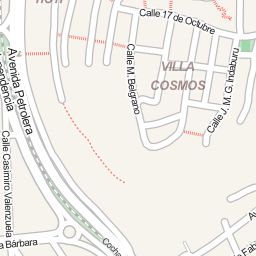 Calle 17 de Octubre
Avenida Petrolera
Calle M. Belgrano
VILLA
COSMOS
Calle J. M. G. Indaburu
Calle Casimiro Valenzuela
Bárbara